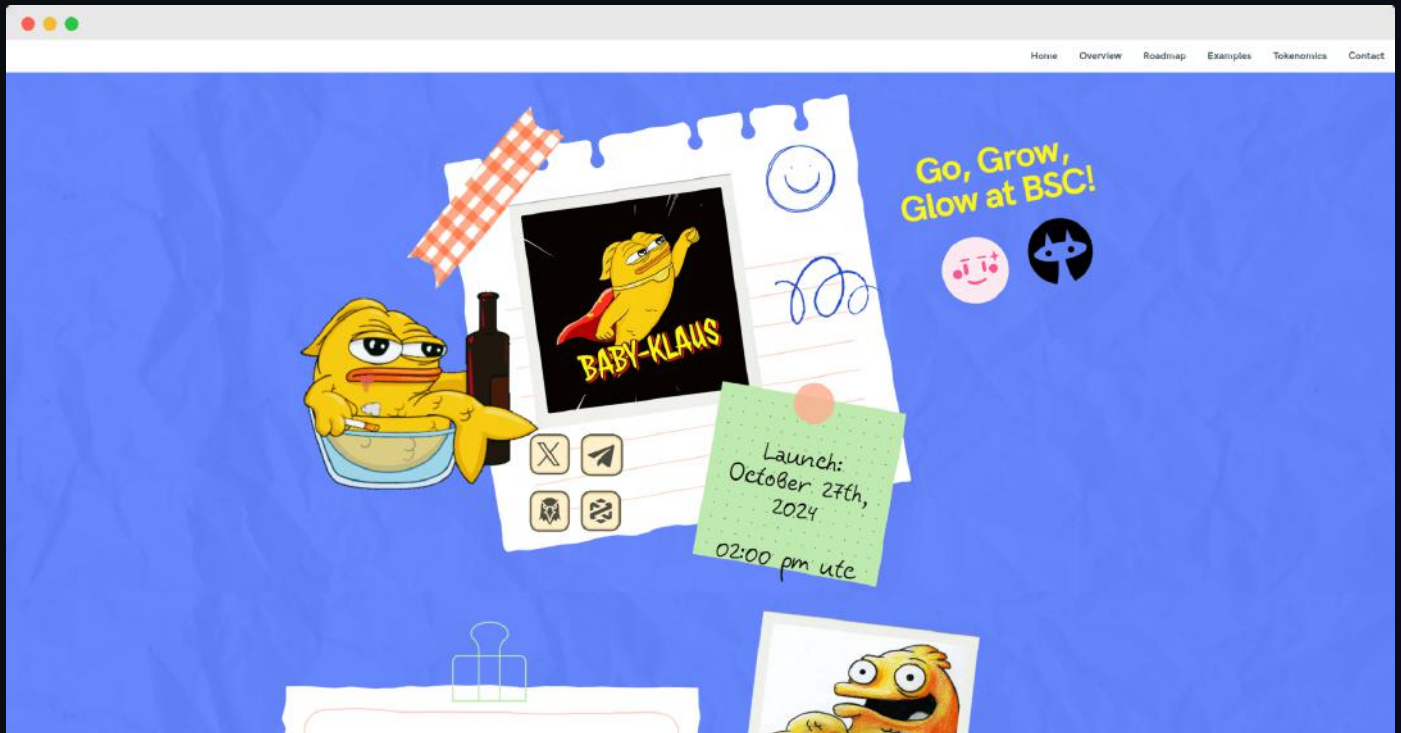 Home Overview Roadmap Examples Tokenomics Contact
Go, Grow,
Glow at BSC!
BABY-KLAUS
Launch:
October 27th,
2024
02:00 pm utc